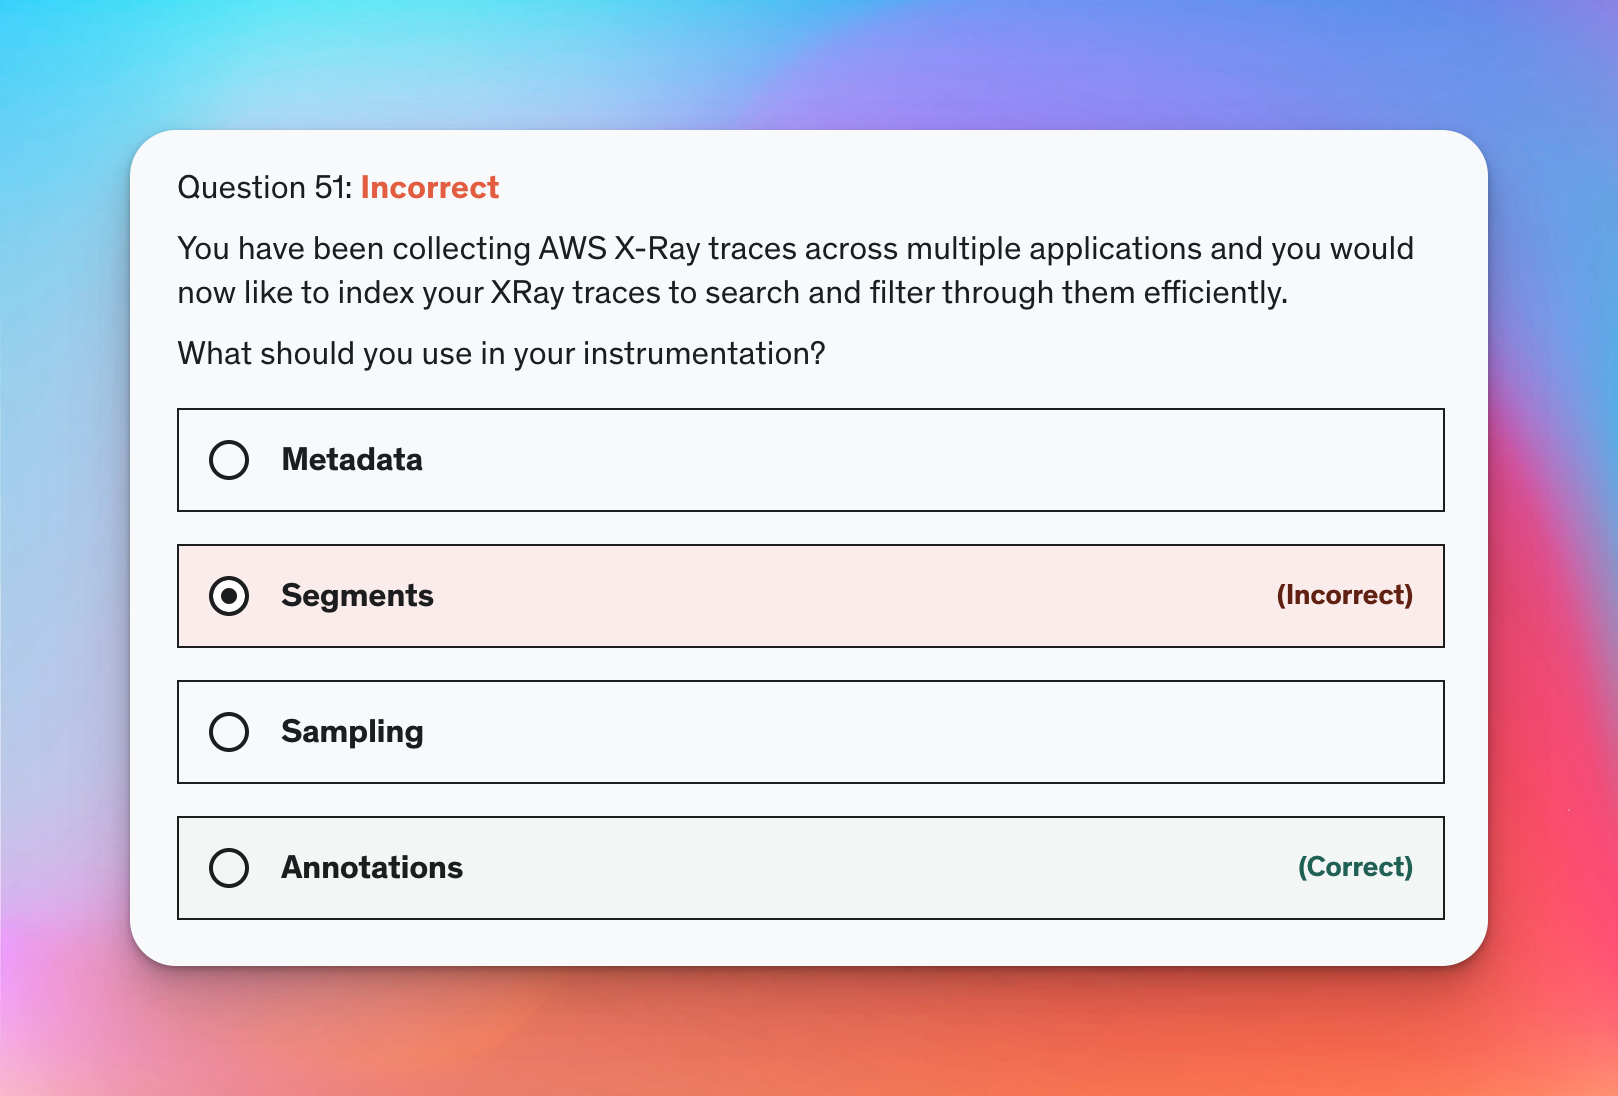 Question 51: Incorrect
You have been collecting AWS X-Ray traces across multiple applications and you would
now like to index your XRay traces to search and filter through them efficiently.
What should you use in your instrumentation?
Metadata
Segments (Incorrect)
Sampling
Annotations (Correct)